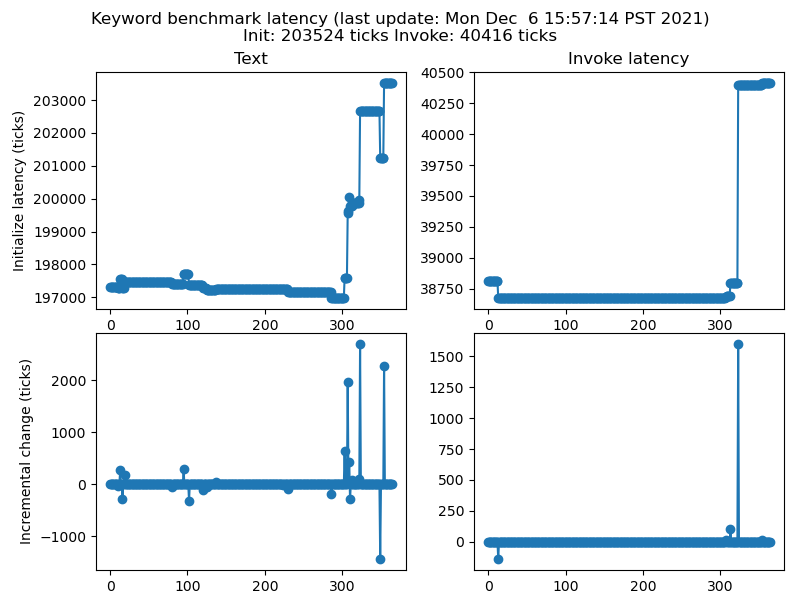 Keyword benchmark latency (last update: Mon Dec  6 15:57:14 PST 2021)
Init: 203524 ticks Invoke: 40416 ticks
Text
Initialize latency (ticks)
203000
202000
201000
200000
199000
198000
197000
0 100 200 300
Invoke latency
40500
40250
40000
39750
39500
39250
39000
38750
0 100 200 300
Incremental change (ticks)
2000
1000
0
−1000
0 100 200 300
1500
1250
1000
750
500
250
0
0 100 200 300